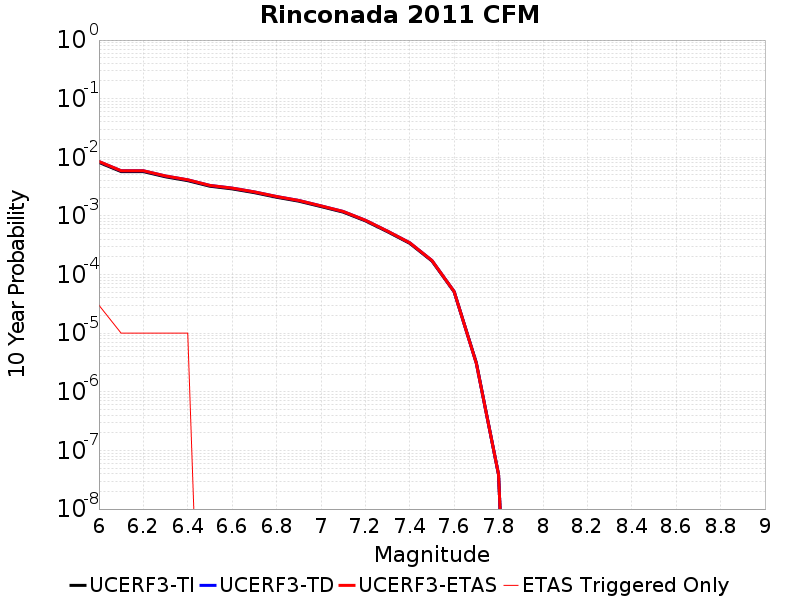 Rinconada 2011 CFM
10^0
10^-1
10^-2
10^-3
10^-4
10^-5
10^-6
10^-7
10^-8
10 Year Probability
6 6.2 6.4 6.6 6.8 7 7.2 7.4 7.6 7.8 8 8.2 8.4 8.6 8.8 9
Magnitude
UCERF3-TI UCERF3-TD UCERF3-ETAS ETAS Triggered Only